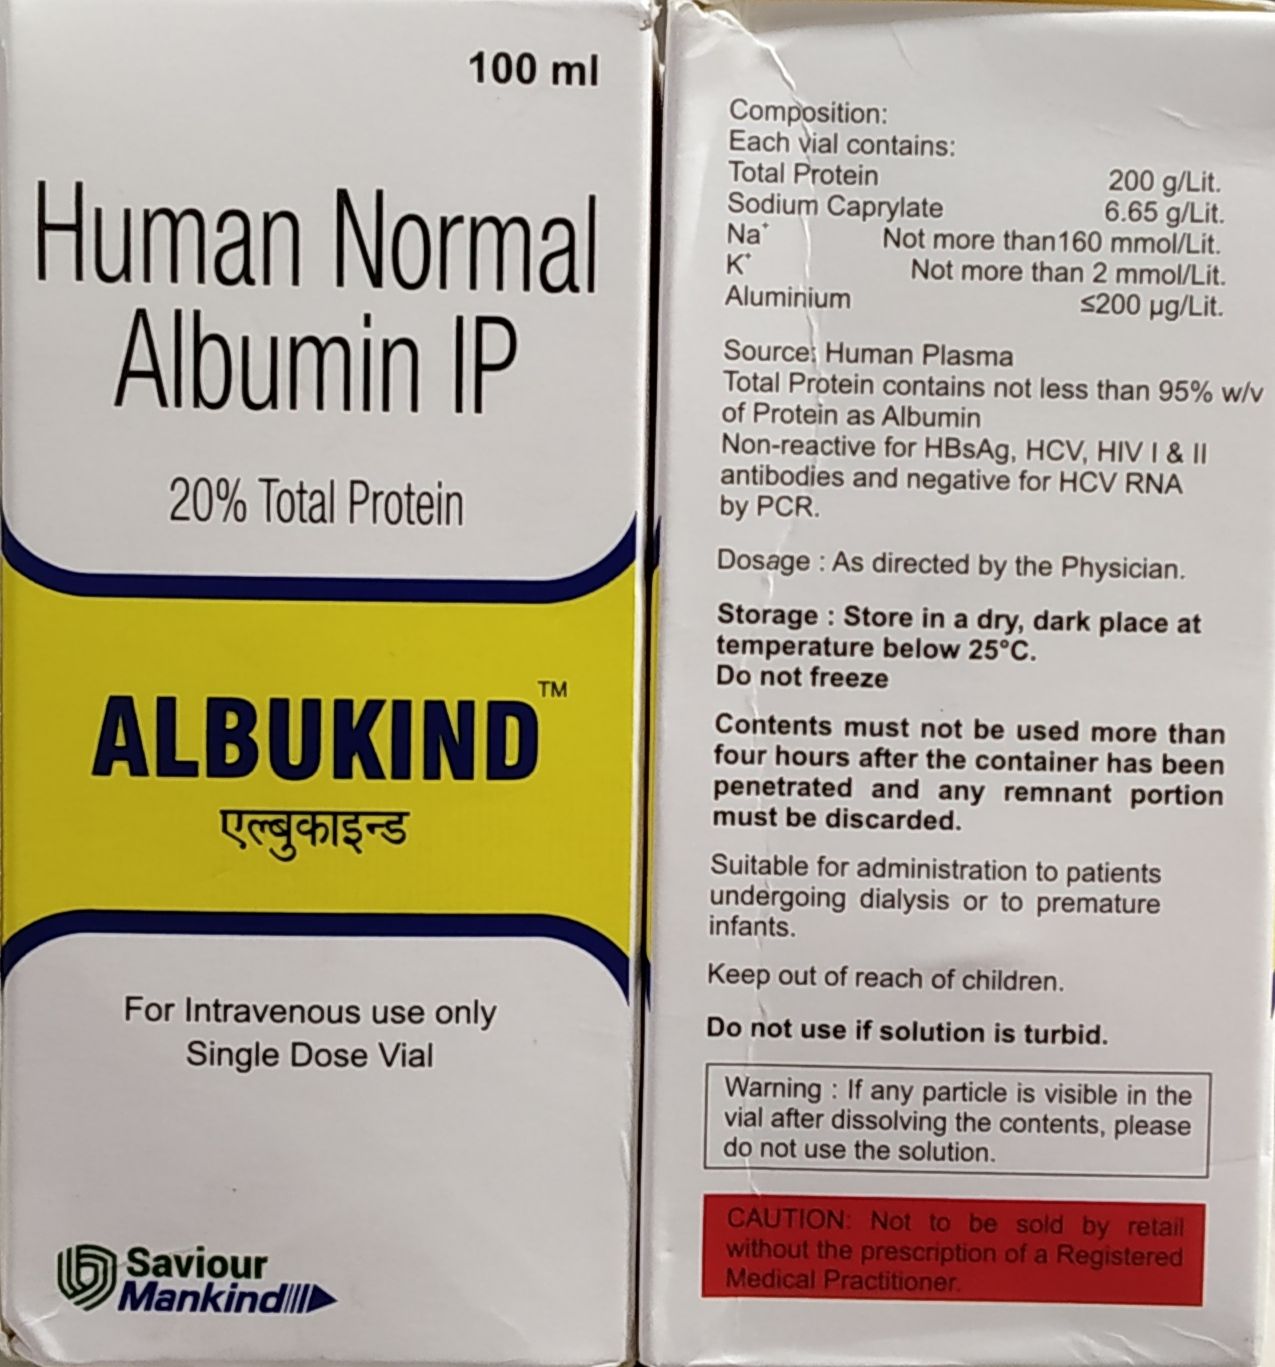 100 ml
Human Normal
Albumin IP
20% Total Protein
ALBUKIND™
एल्बुकाइन्ड
For Intravenous use only
Single Dose Vial
Saviour
Mankind
Composition:
Each vial contains:
Total Protein 200 g/Lit.
Sodium Caprylate 6.65 g/Lit.
Na⁺ Not more than160 mmol/Lit.
K⁺ Not more than 2 mmol/Lit.
Aluminium ≤200 µg/Lit.
Source: Human Plasma
Total Protein contains not less than 95% w/v
of Protein as Albumin
Non-reactive for HBsAg, HCV, HIV I & II
antibodies and negative for HCV RNA
by PCR.
Dosage : As directed by the Physician.
Storage : Store in a dry, dark place at
temperature below 25°C.
Do not freeze
Contents must not be used more than
four hours after the container has been
penetrated and any remnant portion
must be discarded.
Suitable for administration to patients
undergoing dialysis or to premature
infants.
Keep out of reach of children.
Do not use if solution is turbid.
Warning : If any particle is visible in the
vial after dissolving the contents, please
do not use the solution.
CAUTION: Not to be sold by retail
without the prescription of a Registered
Medical Practitioner.